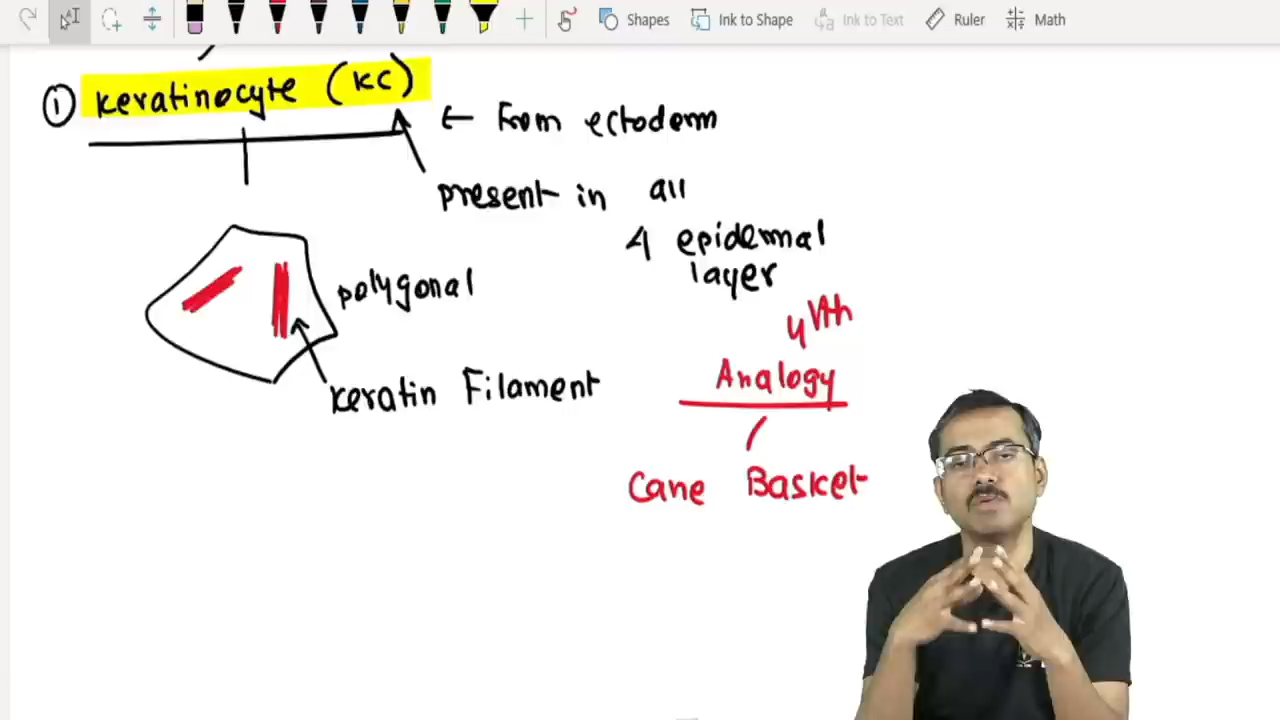 Shapes
Ink to Shape
Ink to Text
Ruler
Math
① keratinocyte (KC)
← From ectoderm
present in all
4 epidermal
layer
polygonal
keratin Filament
4th
Analogy
Cane Basket